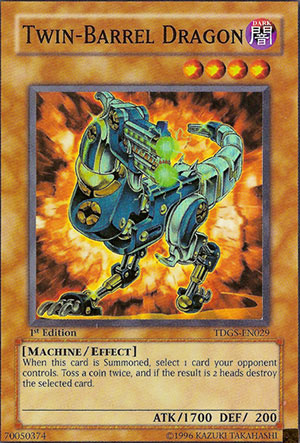 TWIN-BARREL DRAGON
DARK
闇
1st Edition
TDGS-EN029
[MACHINE/EFFECT]
When this card is Summoned, select 1 card your opponent
controls. Toss a coin twice, and if the result is 2 heads destroy
the selected card.
ATK/1700 DEF/ 200
70050374
©1996 KAZUKI TAKAHASHI